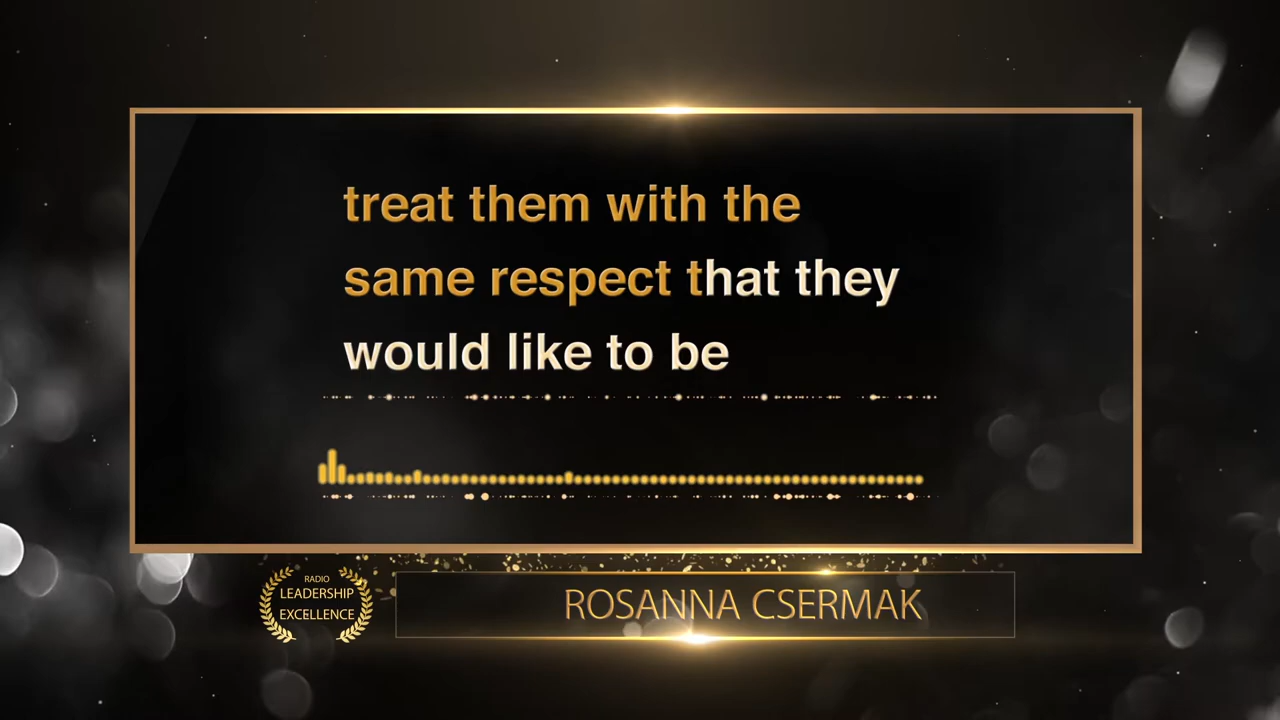 treat them with the
same respect that they
would like to be
RADIO
LEADERSHIP
EXCELLENCE
ROSANNA CSERMAK